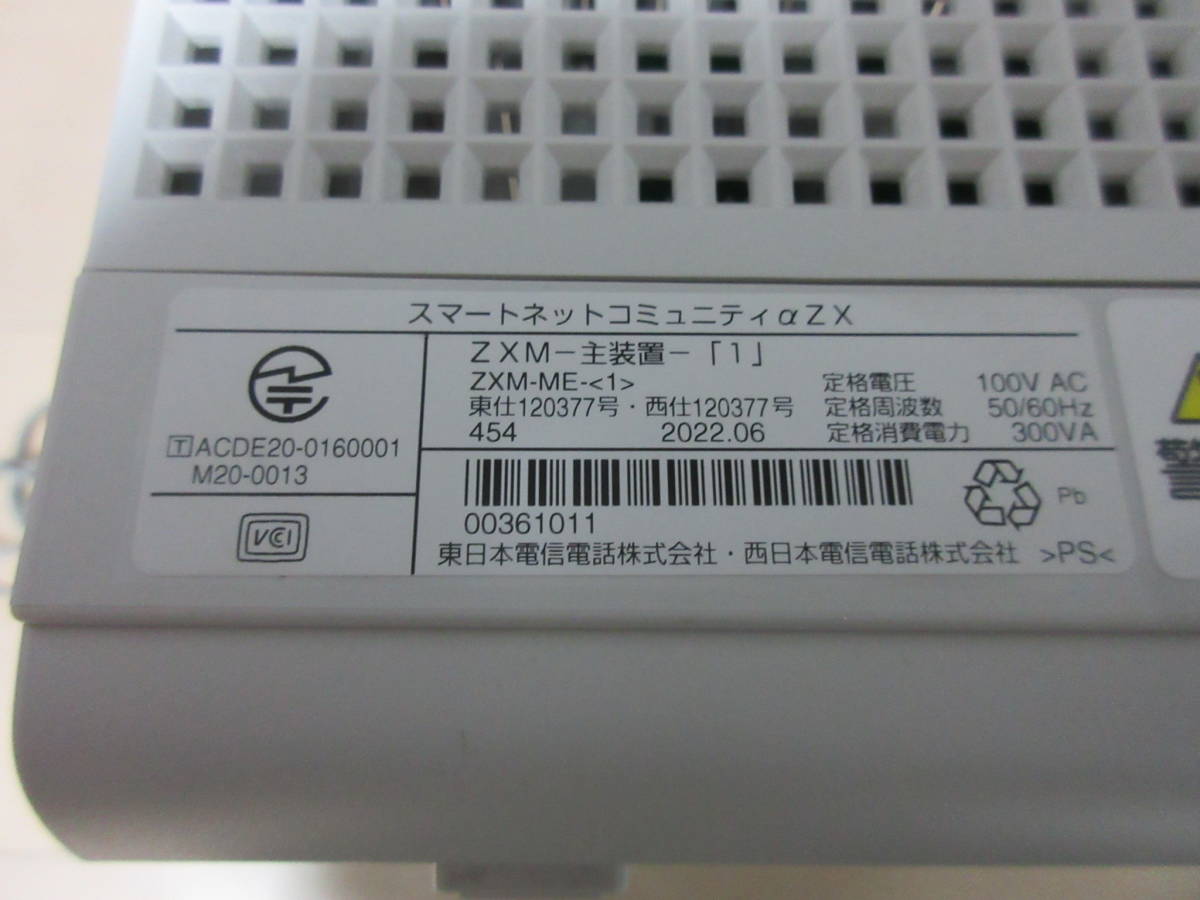 スマートネットコミュニティαZX
ZXM－主装置－「1」
ZXM-ME-<1>
定格電圧 100V AC
東仕120377号・西仕120377号
定格周波数 50/60Hz
454 2022.06
定格消費電力 300VA
T ACDE20-0160001
M20-0013
VCCI
00361011
Pb
東日本電信電話株式会社・西日本電信電話株式会社 >PS<